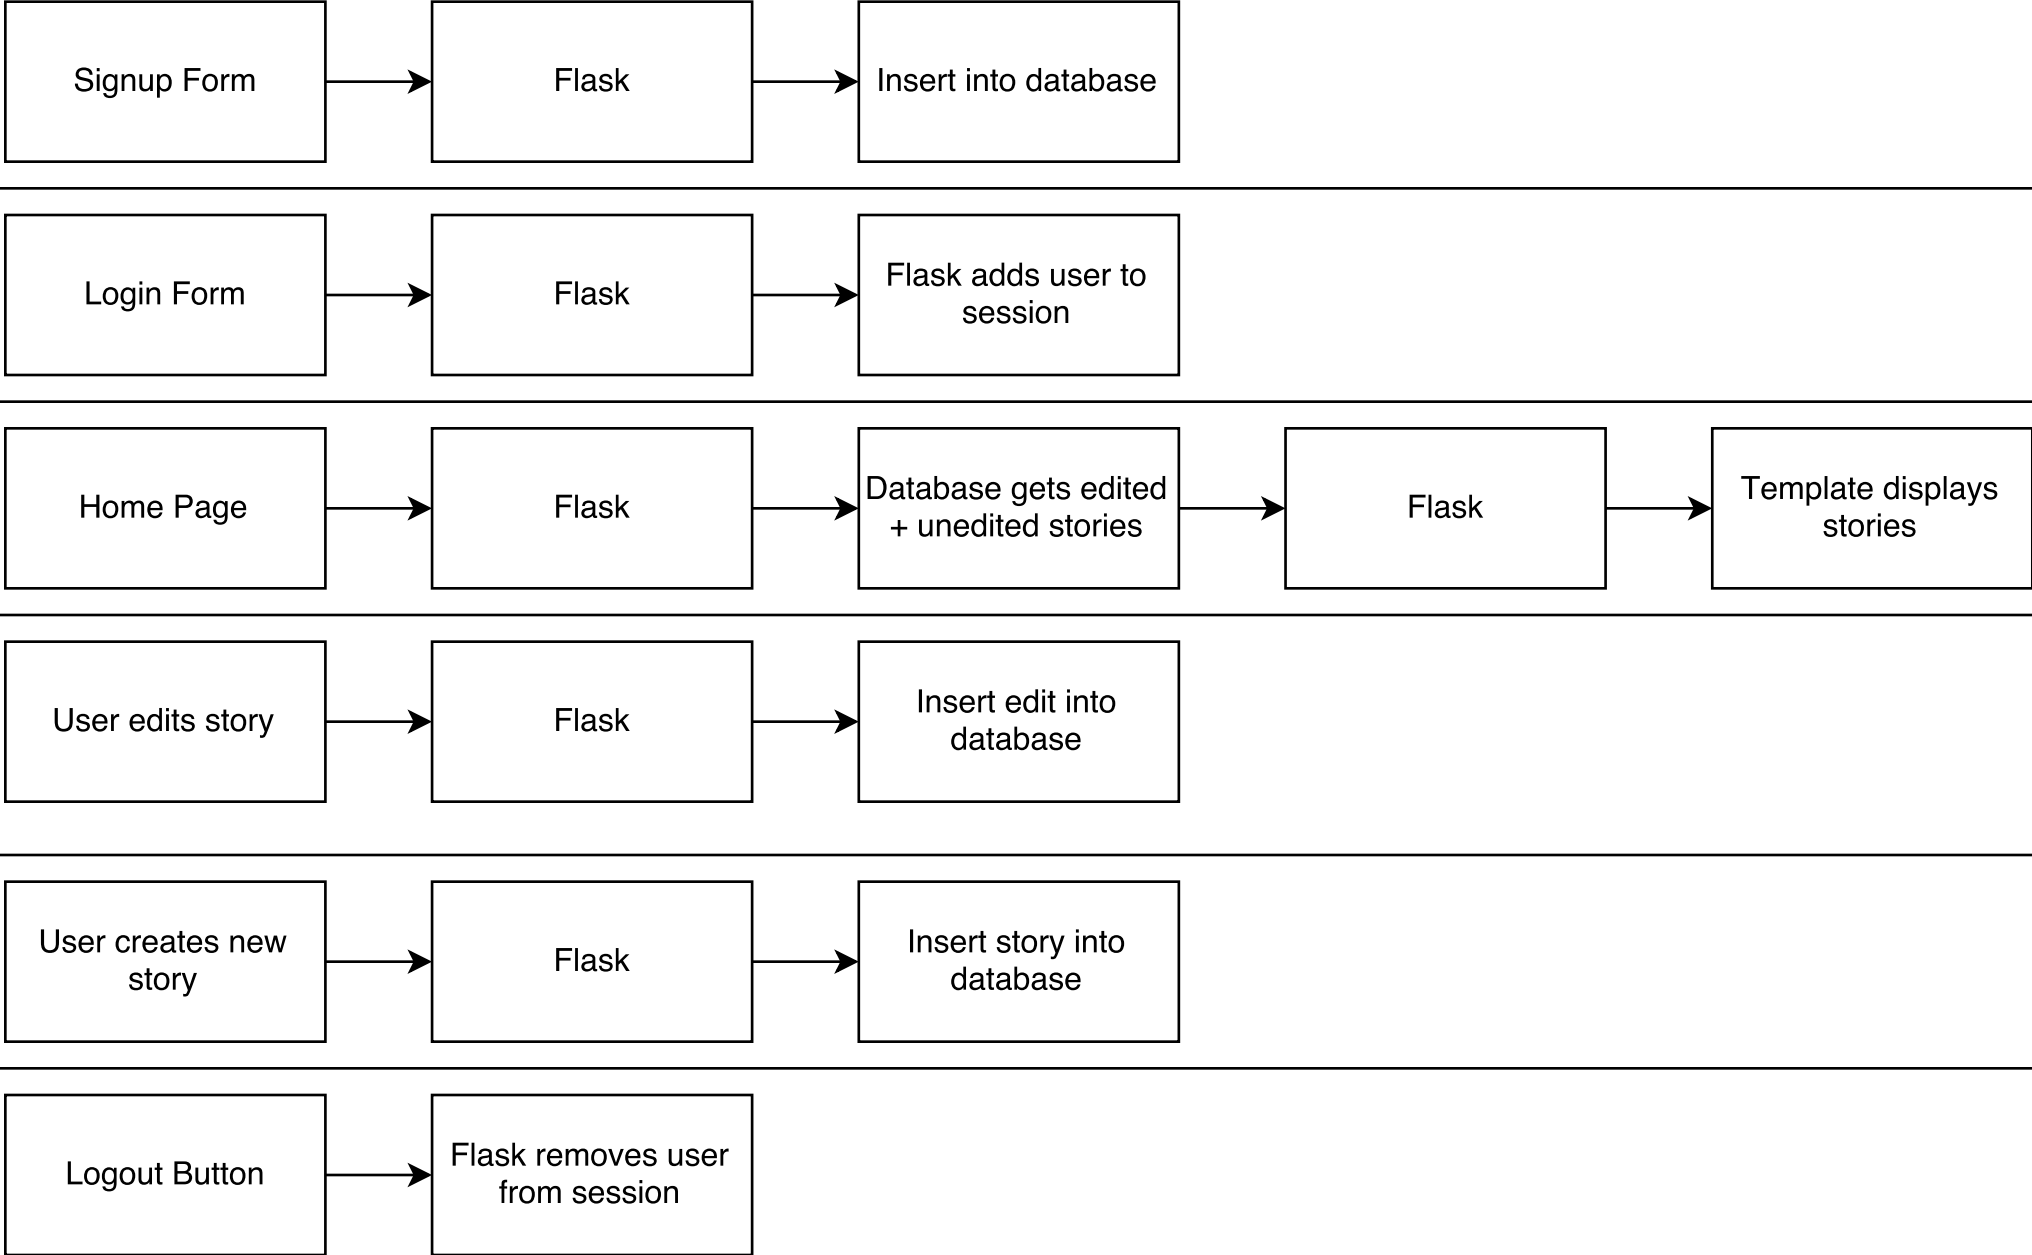 Signup Form
Flask
Insert into database
Login Form
Flask
Flask adds user to
session
Home Page
Flask
Database gets edited
+ unedited stories
Flask
Template displays
stories
User edits story
Flask
Insert edit into
database
User creates new
story
Flask
Insert story into
database
Logout Button
Flask removes user
from session